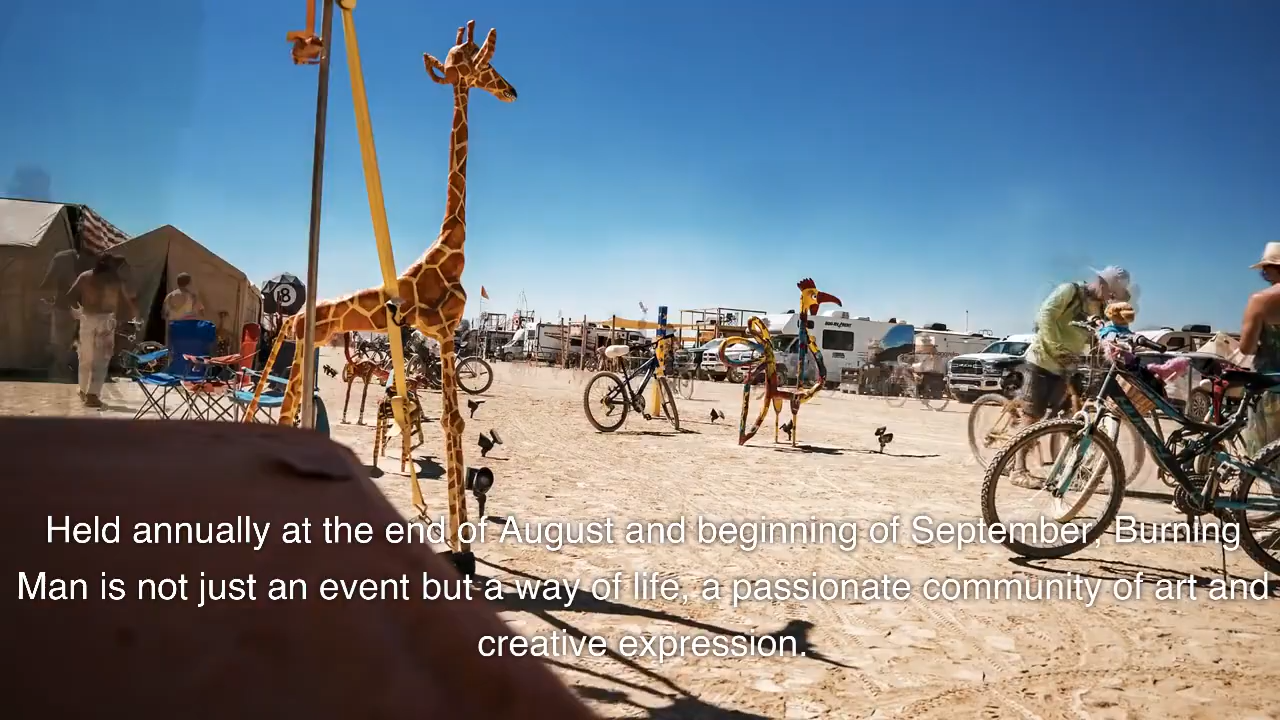 8
Held annually at the end of August and beginning of September, Burning
Man is not just an event but a way of life, a passionate community of art and
creative expression.